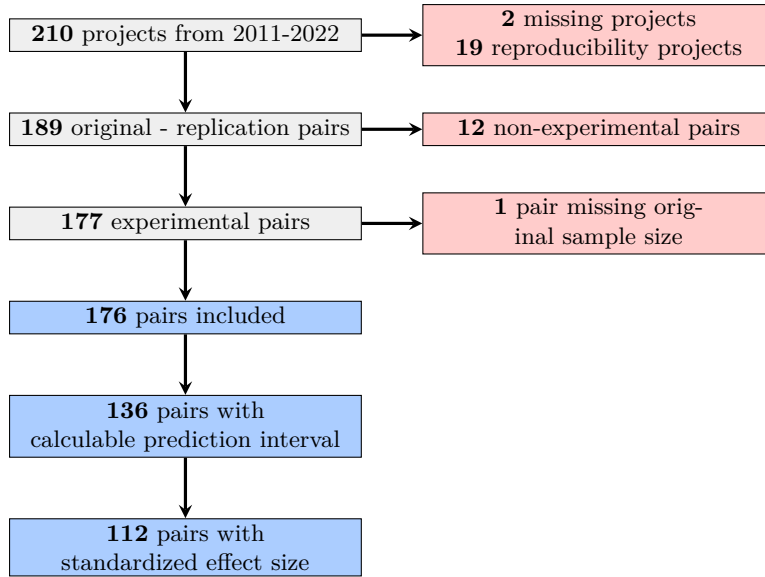 210 projects from 2011-2022
2 missing projects
19 reproducibility projects
189 original - replication pairs
12 non-experimental pairs
177 experimental pairs
1 pair missing orig-
inal sample size
176 pairs included
136 pairs with
calculable prediction interval
112 pairs with
standardized effect size